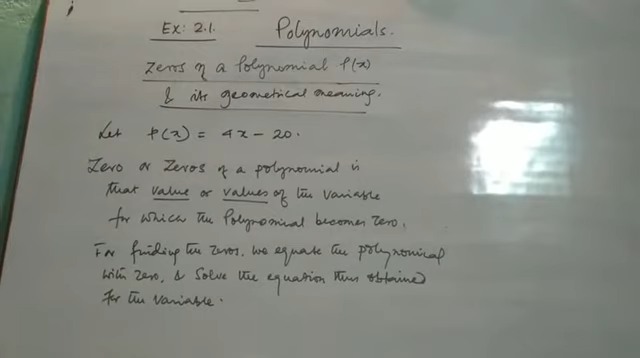 Ex: 2.1. Polynomials.
Zeros of a Polynomial P(x)
& its geometrical meaning.
Let P(x) = 4x - 20.
Zero or Zeros of a polynomial is
that value or values of the variable
for which the Polynomial becomes Zero.
For finding the zeros, we equate the polynomial
with zero, & solve the equation thus obtained
for the variable.